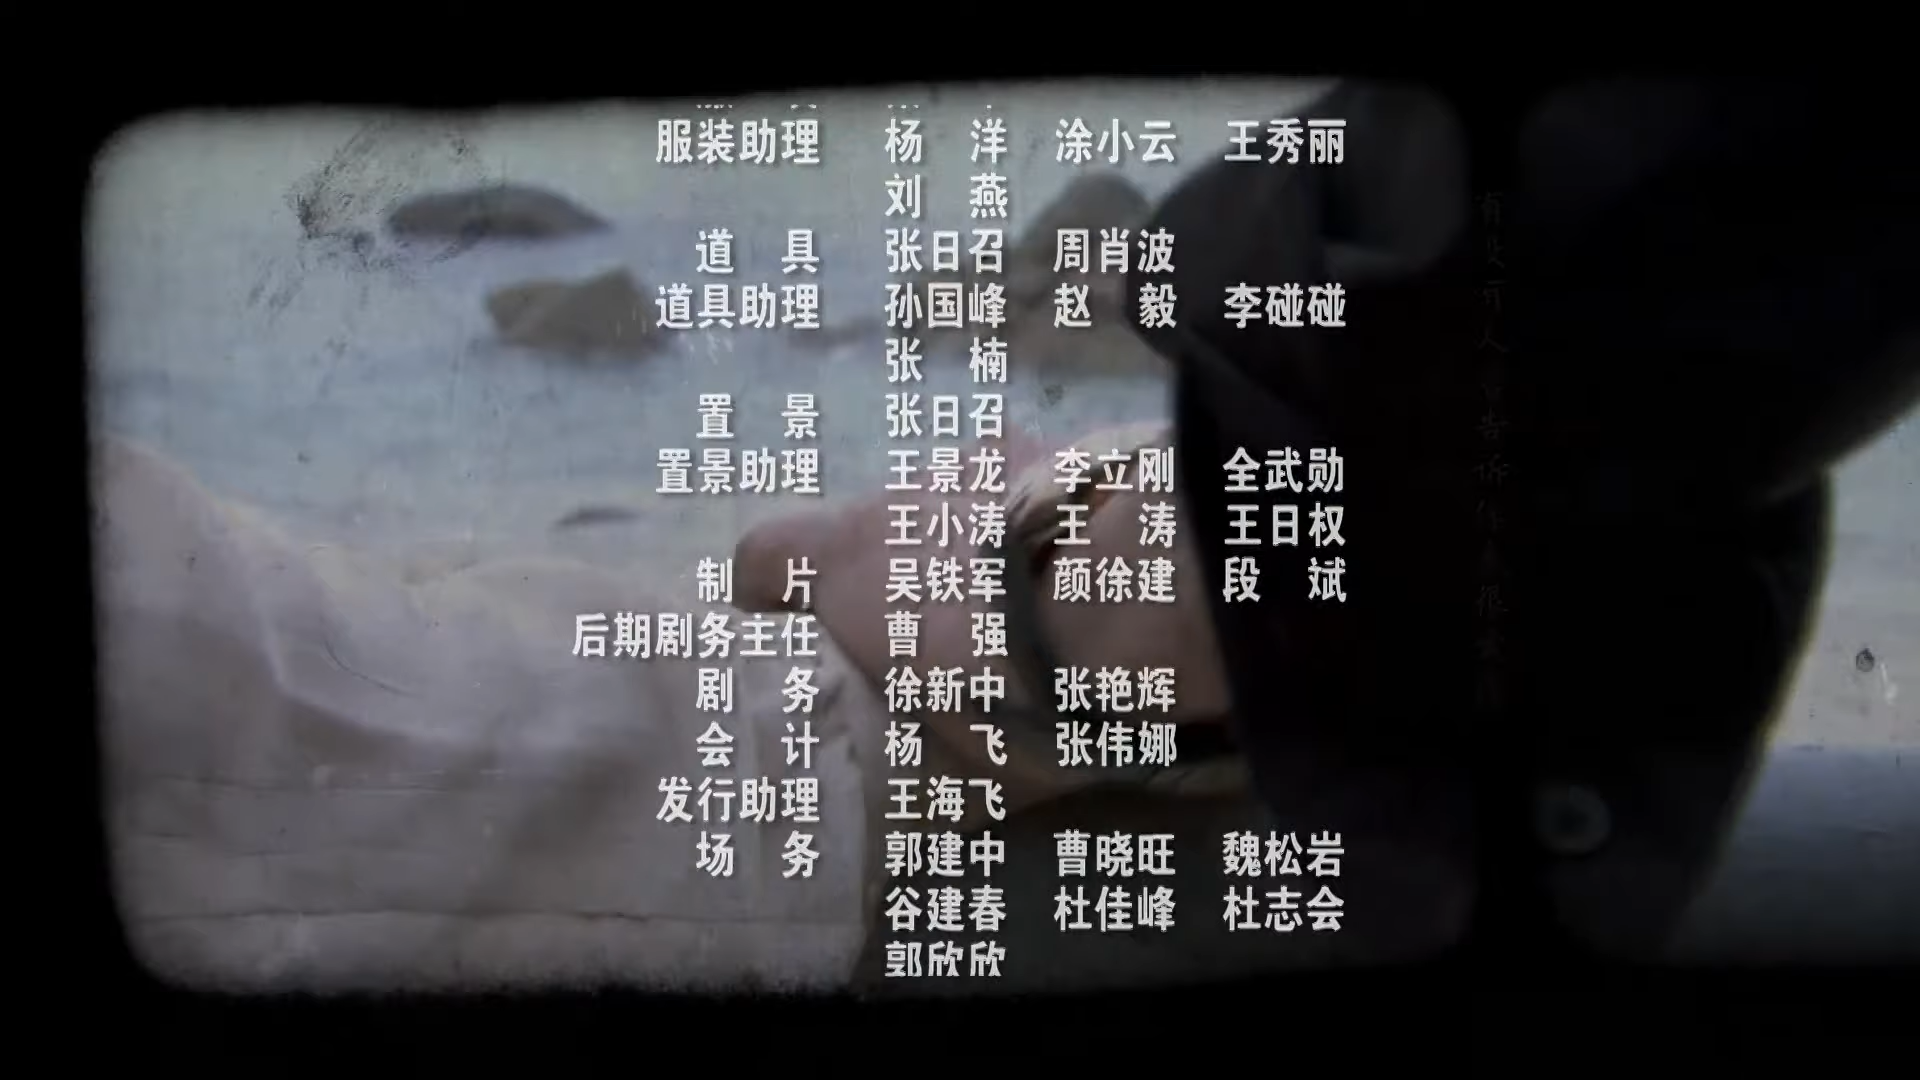 服装助理 杨 洋 涂小云 王秀丽
刘 燕
道 具 张日召 周肖波
道具助理 孙国峰 赵 毅 李碰碰
张 楠
置 景 张日召
置景助理 王景龙 李立刚 全武勋
王小涛 王 涛 王日权
制 片 吴铁军 颜徐建 段 斌
后期剧务主任 曹 强
剧 务 徐新中 张艳辉
会 计 杨 飞 张伟娜
发行助理 王海飞
场 务 郭建中 曹晓旺 魏松岩
谷建春 杜佳峰 杜志会
郭欣欣